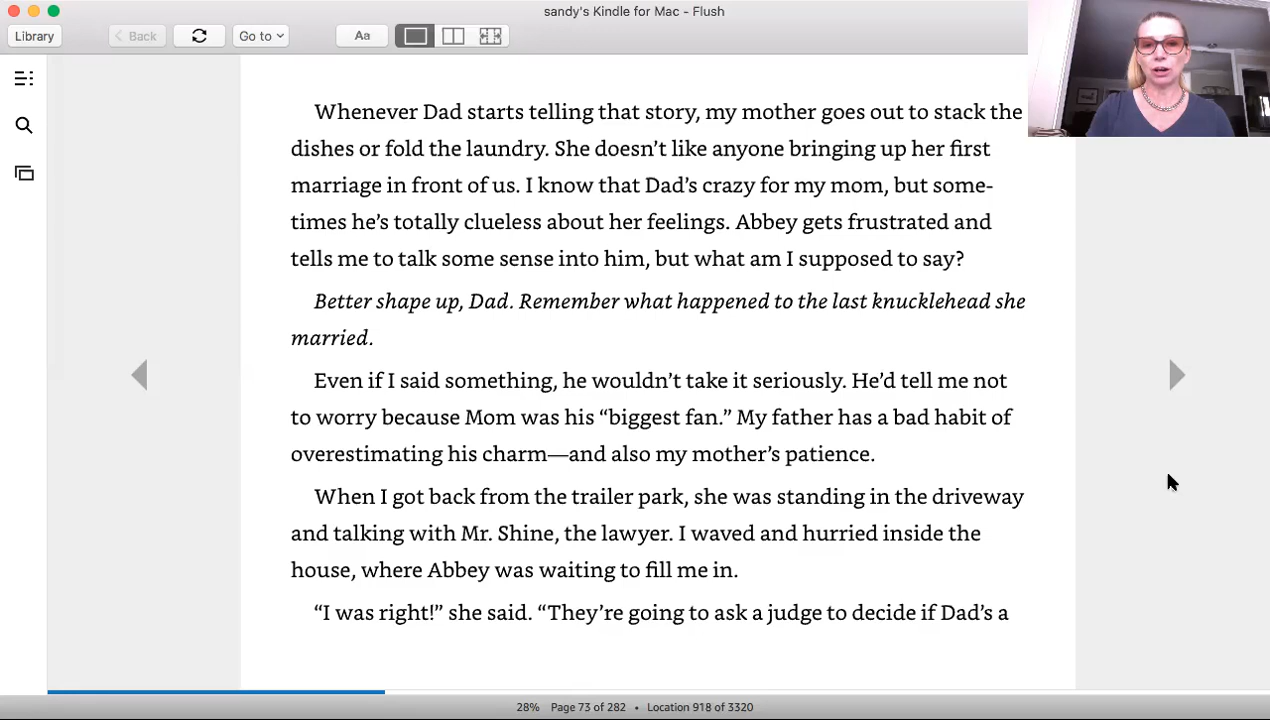 sandy's Kindle for Mac - Flush
Library
Back
Go to
Aa
Whenever Dad starts telling that story, my mother goes out to stack the
dishes or fold the laundry. She doesn’t like anyone bringing up her first
marriage in front of us. I know that Dad’s crazy for my mom, but some-
times he’s totally clueless about her feelings. Abbey gets frustrated and
tells me to talk some sense into him, but what am I supposed to say?
Better shape up, Dad. Remember what happened to the last knucklehead she
married.
Even if I said something, he wouldn’t take it seriously. He’d tell me not
to worry because Mom was his “biggest fan.” My father has a bad habit of
overestimating his charm—and also my mother’s patience.
When I got back from the trailer park, she was standing in the driveway
and talking with Mr. Shine, the lawyer. I waved and hurried inside the
house, where Abbey was waiting to fill me in.
“I was right!” she said. “They’re going to ask a judge to decide if Dad’s a
28% Page 73 of 282 • Location 918 of 3320